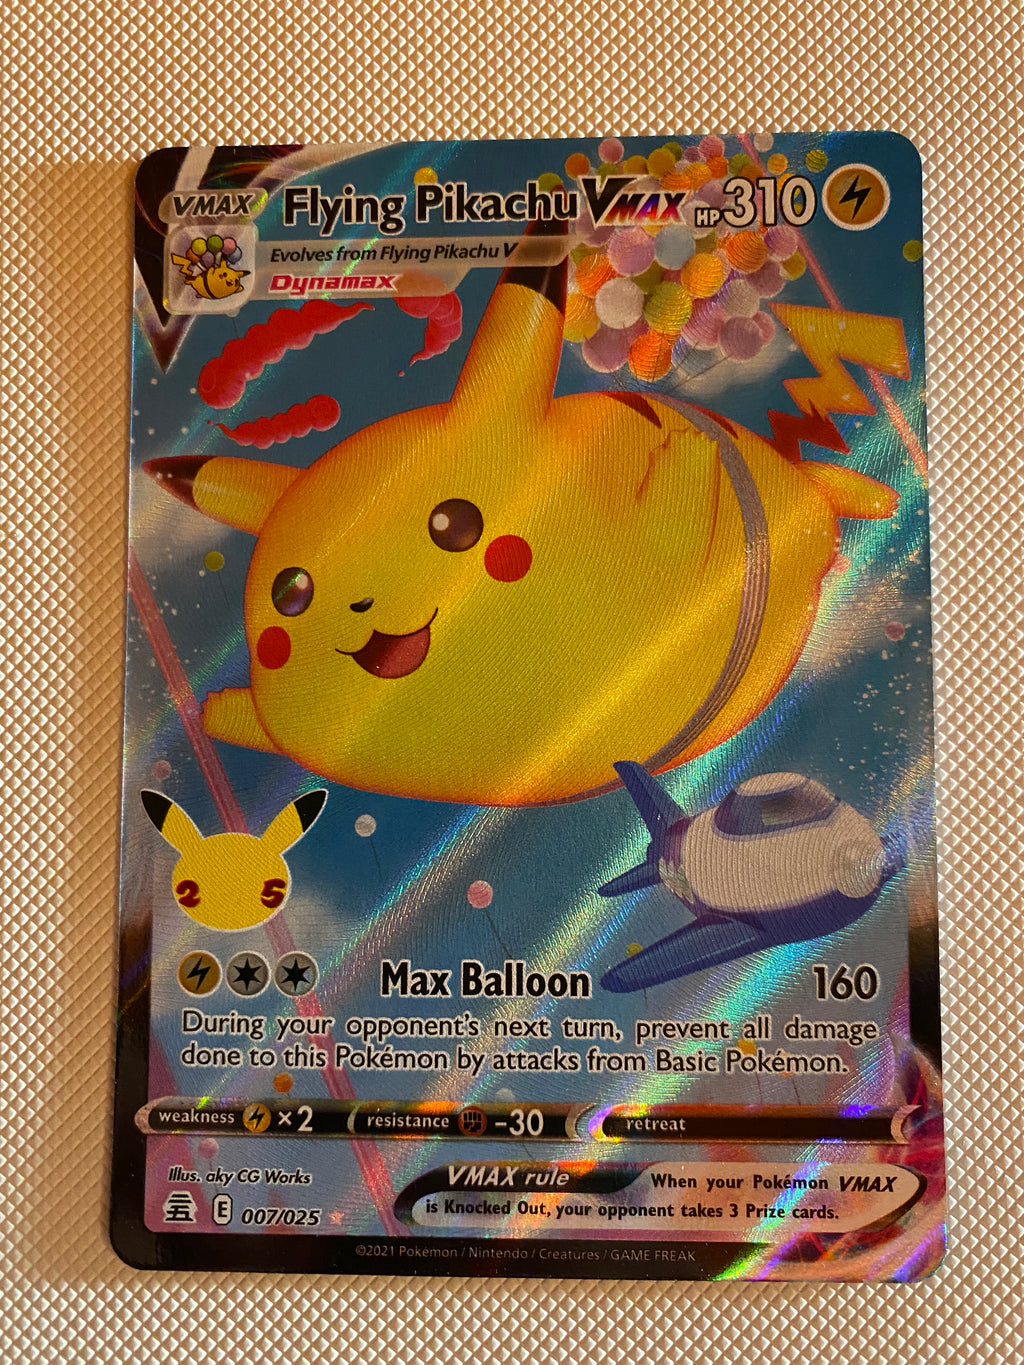 VMAX Flying Pikachu VMAX HP 310
Evolves from Flying Pikachu V
Dynamax
25
Max Balloon 160
During your opponent's next turn, prevent all damage
done to this Pokémon by attacks from Basic Pokémon.
weakness ×2 resistance -30 retreat
Illus. aky CG Works
VMAX rule When your Pokémon VMAX
is Knocked Out, your opponent takes 3 Prize cards.
E 007/025
©2021 Pokémon / Nintendo / Creatures / GAME FREAK